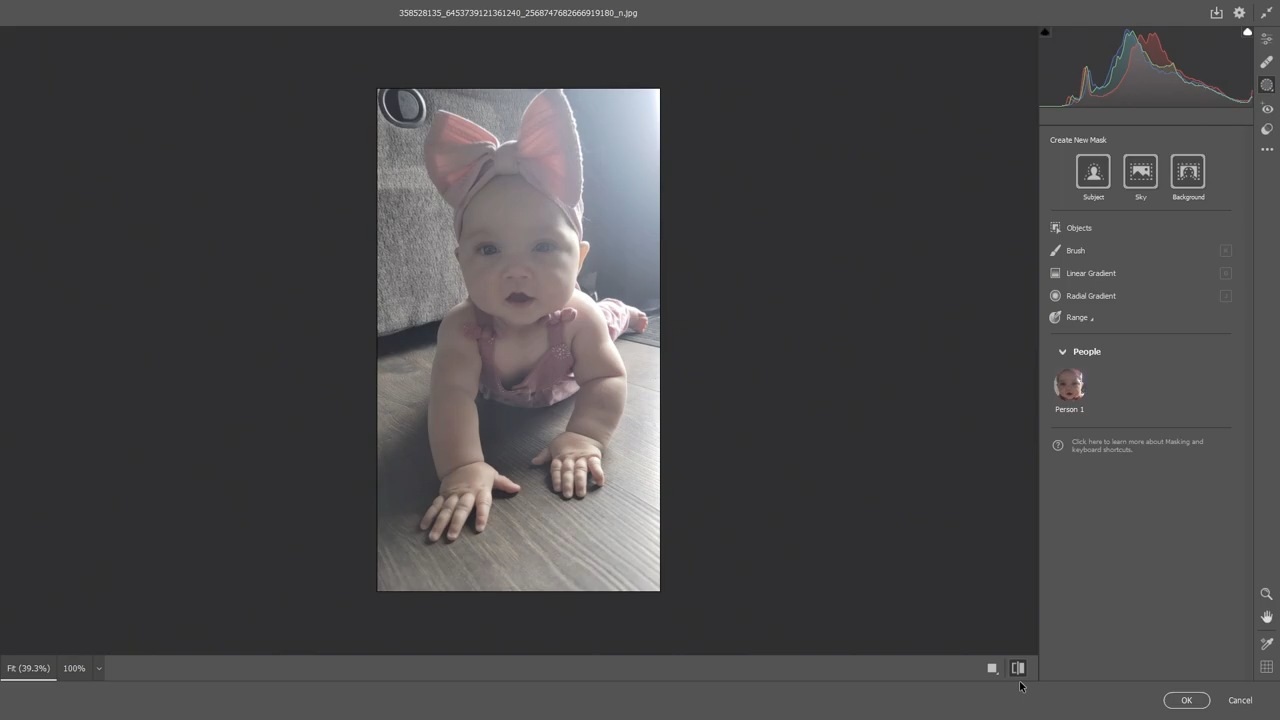 358528135_6453739121361240_2568747682666919180_n.jpg
Create New Mask
Subject
Sky
Background
Objects
Brush
Linear Gradient
Radial Gradient
Range
People
Person 1
Click here to learn more about Masking and
keyboard shortcuts.
Fit (39.3%)
100%
OK
Cancel